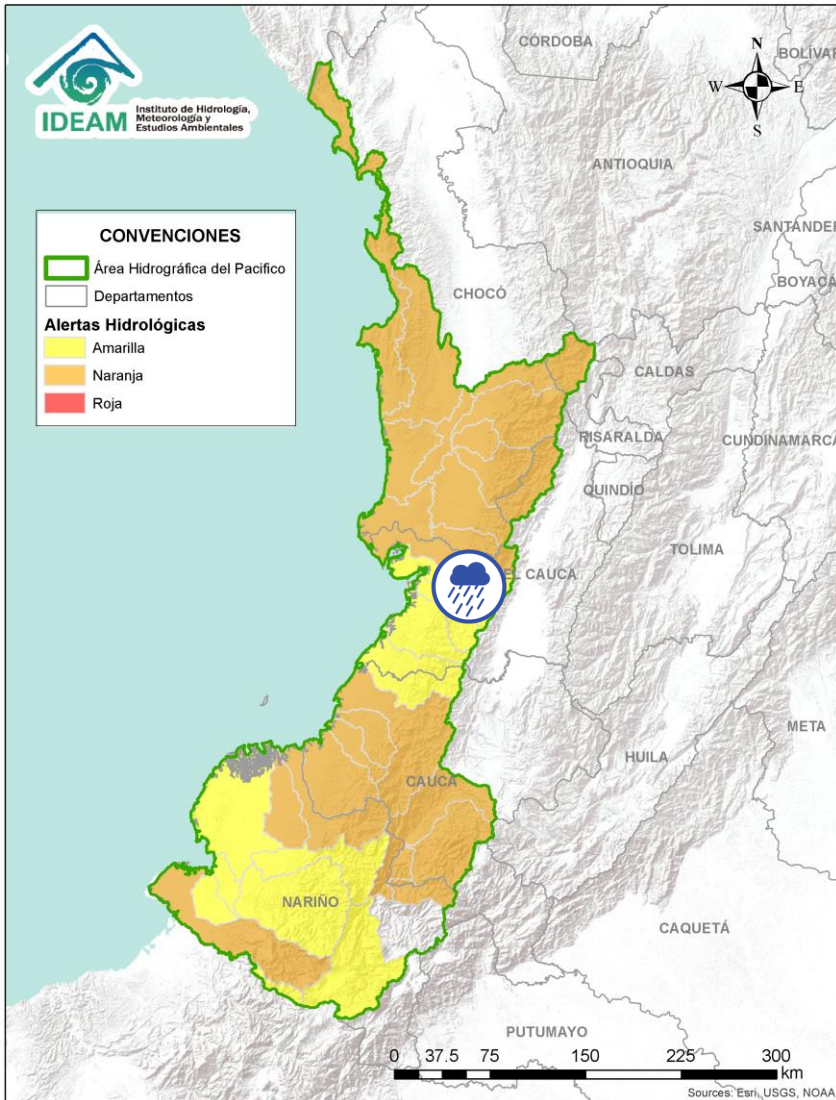 CÓRDOBA
BOLÍVAR
IDEAM
Instituto de Hidrología,
Meteorología y
Estudios Ambientales
N
W
E
S
ANTIOQUIA
SANTANDER
CONVENCIONES
Área Hidrográfica del Pacifico
Departamentos
Alertas Hidrológicas
Amarilla
Naranja
Roja
BOYACÁ
CHOCÓ
CALDAS
RISARALDA
CUNDINAMARCA
QUINDÍO
TOLIMA
EL CAUCA
META
HUILA
CAUCA
NARIÑO
CAQUETÁ
PUTUMAYO
0 37.5 75 150 225 300
km
Sources: Esri, USGS, NOAA